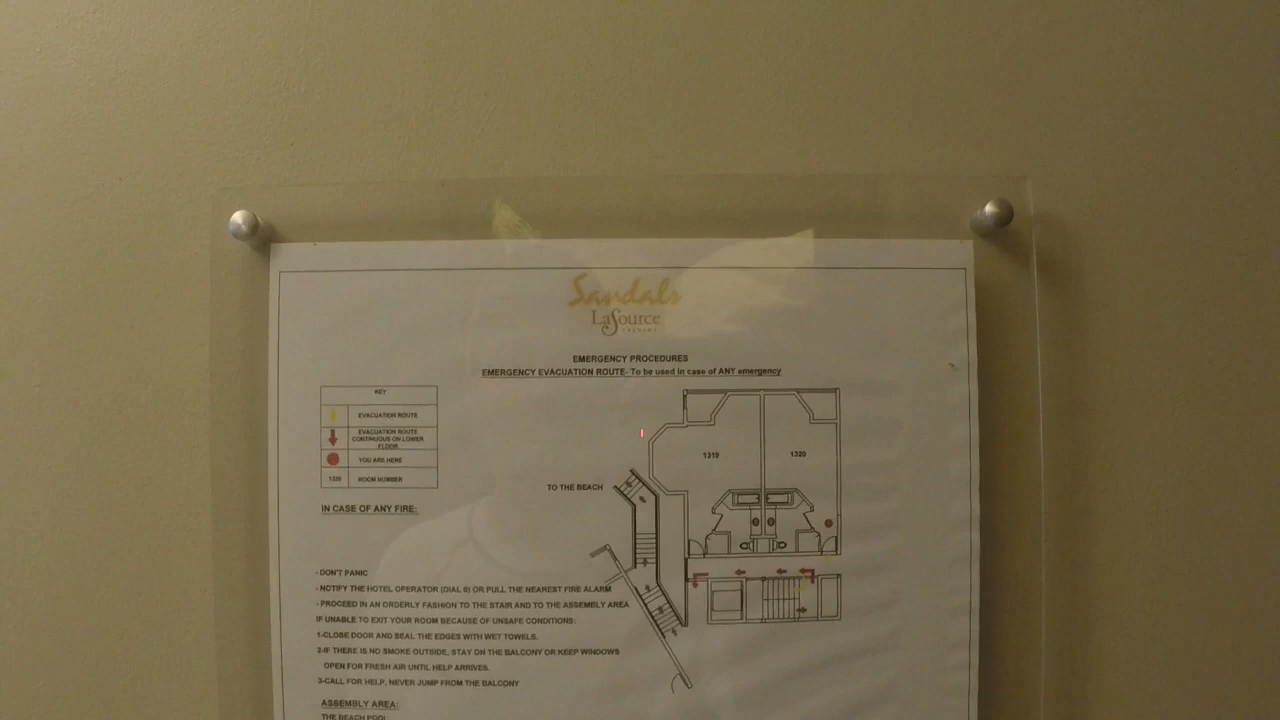 Sandals
LaSource
GRENADA
EMERGENCY PROCEDURES
EMERGENCY EVACUATION ROUTE- To be used in case of ANY emergency
KEY
EVACUATION ROUTE
EVACUATION ROUTE
CONTINUOUS ON LOWER
FLOOR
YOU ARE HERE
1320 ROOM NUMBER
1319
1320
TO THE BEACH
IN CASE OF ANY FIRE:
- DON'T PANIC
- NOTIFY THE HOTEL OPERATOR (DIAL 0) OR PULL THE NEAREST FIRE ALARM
- PROCEED IN AN ORDERLY FASHION TO THE STAIR AND TO THE ASSEMBLY AREA
IF UNABLE TO EXIT YOUR ROOM BECAUSE OF UNSAFE CONDITIONS:
1-CLOSE DOOR AND SEAL THE EDGES WITH WET TOWELS.
2-IF THERE IS NO SMOKE OUTSIDE, STAY ON THE BALCONY OR KEEP WINDOWS
OPEN FOR FRESH AIR UNTIL HELP ARRIVES.
3-CALL FOR HELP, NEVER JUMP FROM THE BALCONY
ASSEMBLY AREA:
THE BEACH POOL